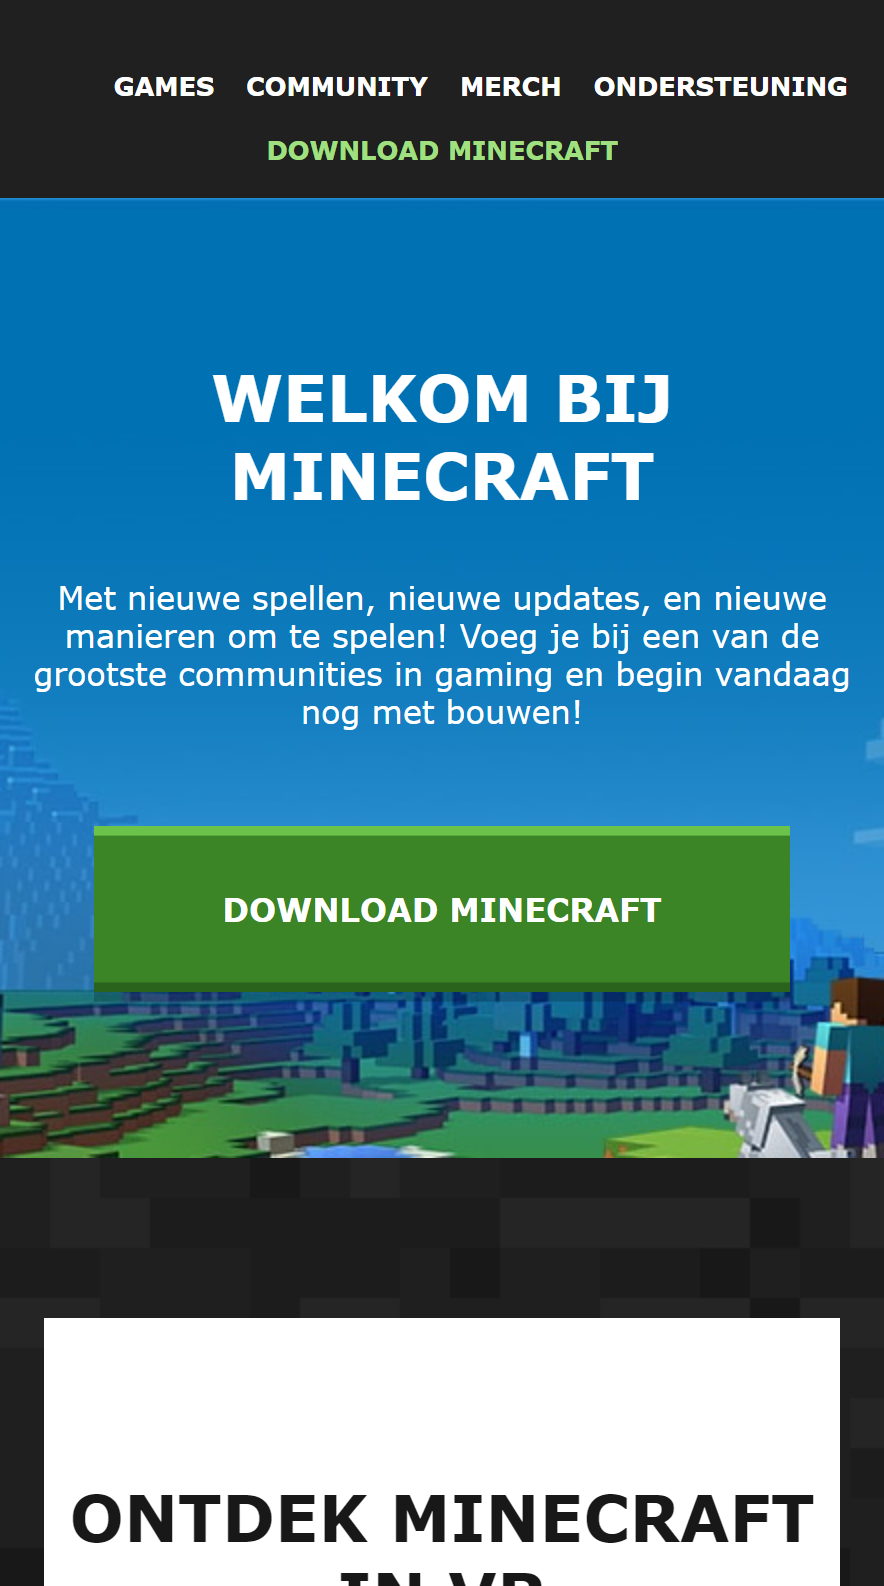 GAMES COMMUNITY MERCH ONDERSTEUNING
DOWNLOAD MINECRAFT
WELKOM BIJ
MINECRAFT
Met nieuwe spellen, nieuwe updates, en nieuwe
manieren om te spelen! Voeg je bij een van de
grootste communities in gaming en begin vandaag
nog met bouwen!
DOWNLOAD MINECRAFT
ONTDEK MINECRAFT
IN VR